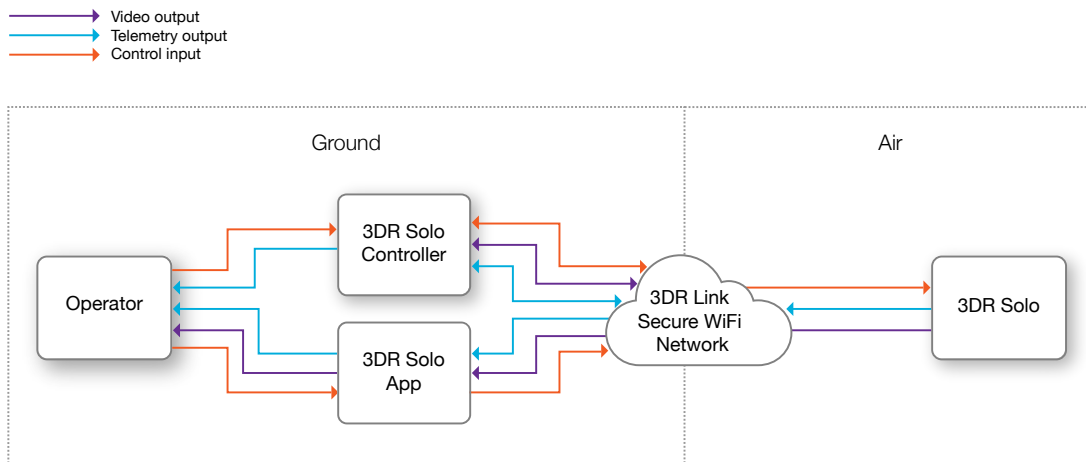 Video output
Telemetry output
Control input
Ground
Air
3DR Solo
Controller
Operator
3DR Link
Secure WiFi
Network
3DR Solo
3DR Solo
App